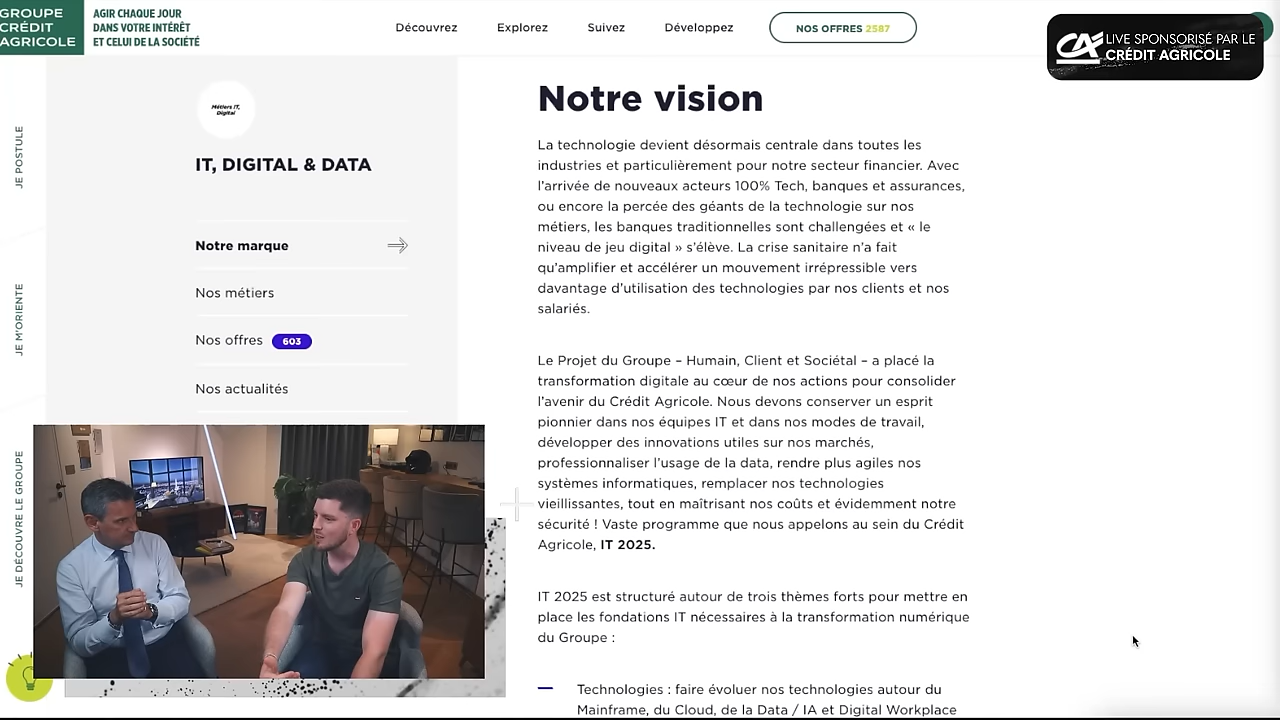 GROUPE
CRÉDIT
AGRICOLE
AGIR CHAQUE JOUR
DANS VOTRE INTÉRÊT
ET CELUI DE LA SOCIÉTÉ
Découvrez
Explorez
Suivez
Développez
NOS OFFRES 2587
LIVE SPONSORISÉ PAR LE
CRÉDIT AGRICOLE
JE POSTULE
JE M'ORIENTE
JE DÉCOUVRE LE GROUPE
Métiers IT,
Digital
IT, DIGITAL & DATA
Notre marque
Nos métiers
Nos offres 603
Nos actualités
Notre vision
La technologie devient désormais centrale dans toutes les
industries et particulièrement pour notre secteur financier. Avec
l'arrivée de nouveaux acteurs 100% Tech, banques et assurances,
ou encore la percée des géants de la technologie sur nos
métiers, les banques traditionnelles sont challengées et « le
niveau de jeu digital » s'élève. La crise sanitaire n'a fait
qu'amplifier et accélérer un mouvement irrépressible vers
davantage d'utilisation des technologies par nos clients et nos
salariés.
Le Projet du Groupe – Humain, Client et Sociétal – a placé la
transformation digitale au cœur de nos actions pour consolider
l'avenir du Crédit Agricole. Nous devons conserver un esprit
pionnier dans nos équipes IT et dans nos modes de travail,
développer des innovations utiles sur nos marchés,
professionnaliser l'usage de la data, rendre plus agiles nos
systèmes informatiques, remplacer nos technologies
vieillissantes, tout en maîtrisant nos coûts et évidemment notre
sécurité ! Vaste programme que nous appelons au sein du Crédit
Agricole, IT 2025.
IT 2025 est structuré autour de trois thèmes forts pour mettre en
place les fondations IT nécessaires à la transformation numérique
du Groupe :
Technologies : faire évoluer nos technologies autour du
Mainframe, du Cloud, de la Data / IA et Digital Workplace